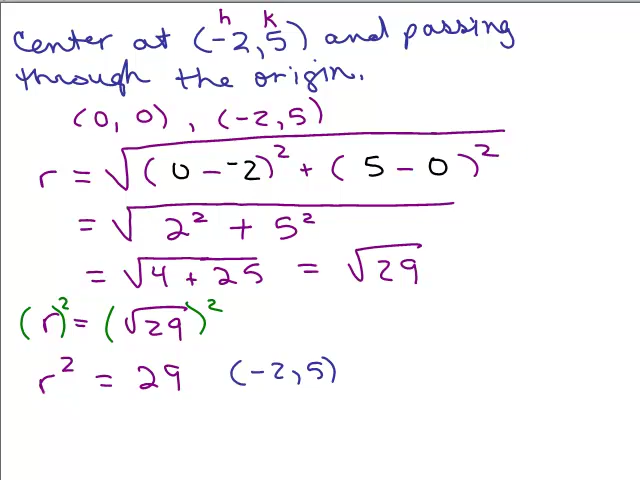 h k
Center at (-2, 5) and passing
through the origin.
(0, 0) , (-2, 5)
r = √((0 - -2)² + (5 - 0)²)
= √(2² + 5²)
= √(4 + 25) = √29
(r)² = (√29)²
r² = 29 (-2, 5)